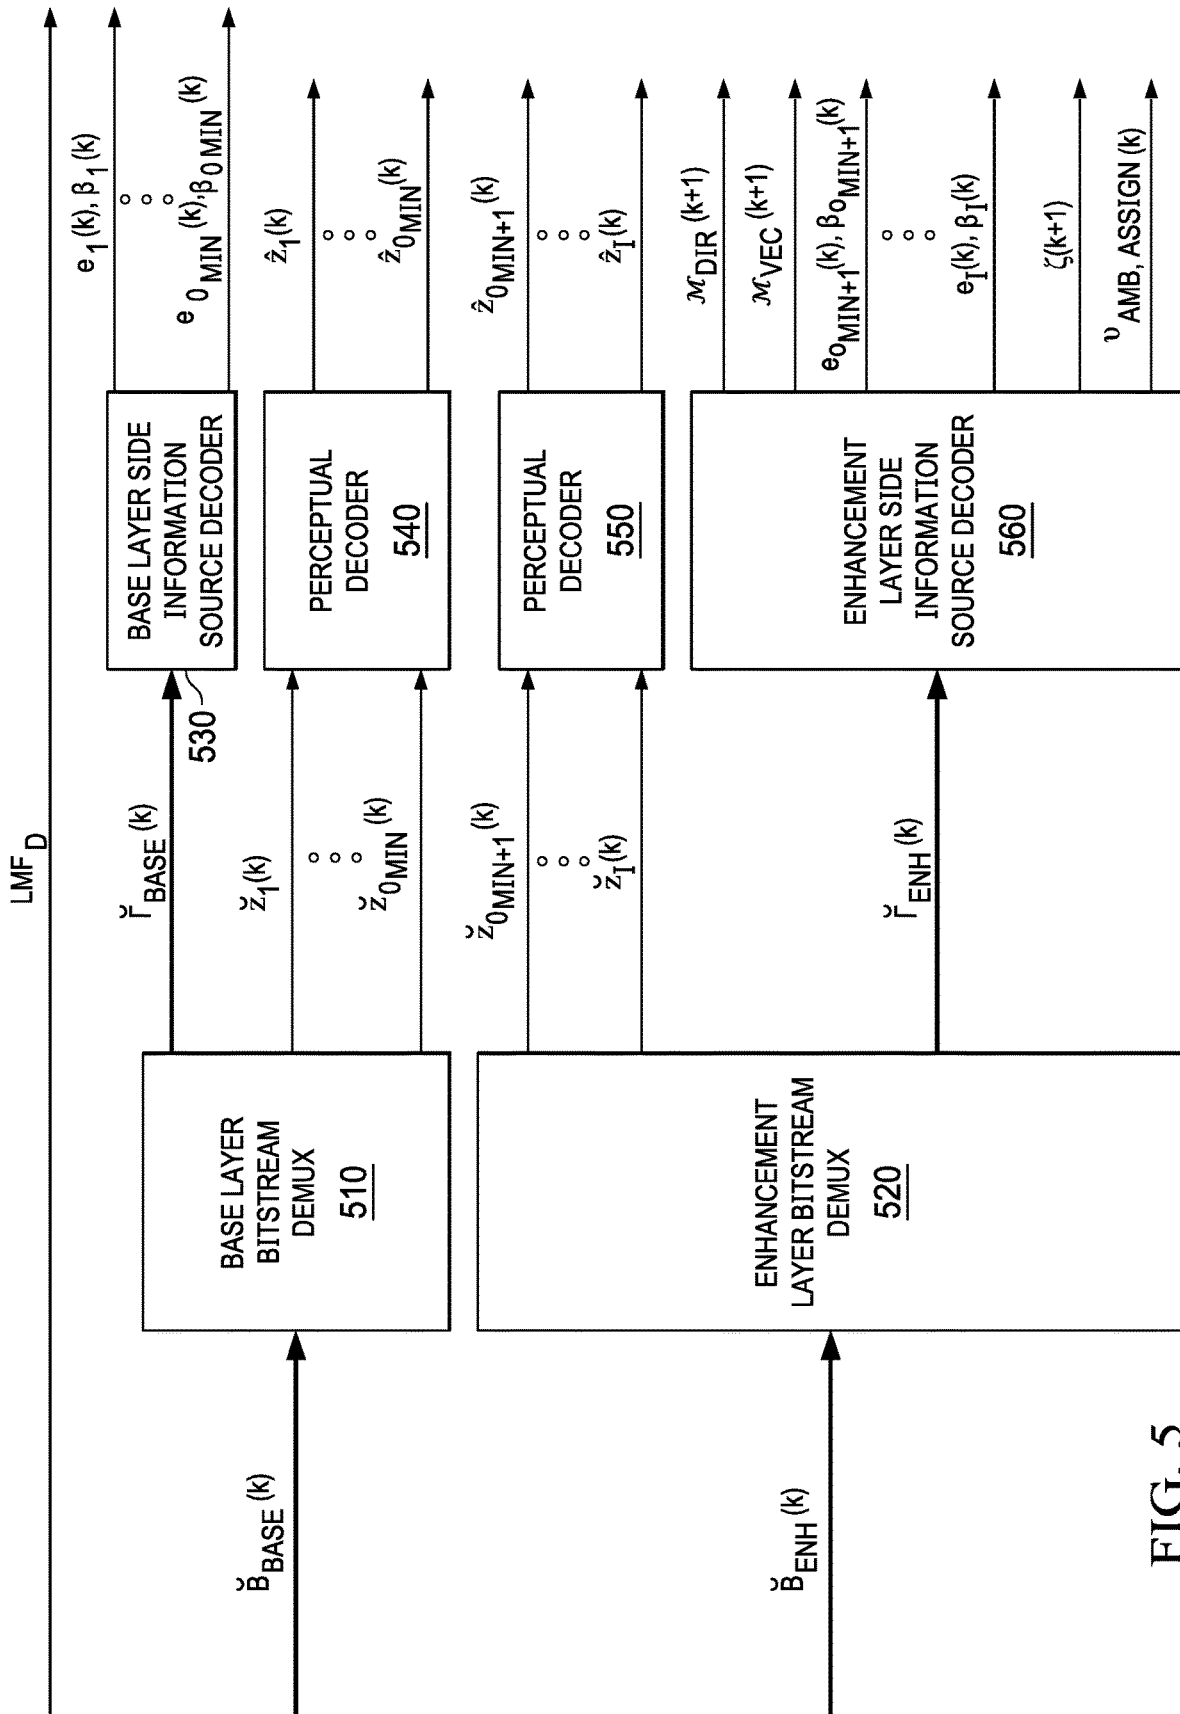 LMF_D
B̆_BASE(k)
BASE LAYER
BITSTREAM
DEMUX
510
Γ̆_BASE(k)
530
BASE LAYER SIDE
INFORMATION
SOURCE DECODER
e_1(k), β_1(k)
e_0MIN(k), β_0MIN(k)
z̆_1(k)
z̆_0MIN(k)
PERCEPTUAL
DECODER
540
ẑ_1(k)
ẑ_0MIN(k)
B̆_ENH(k)
ENHANCEMENT
LAYER BITSTREAM
DEMUX
520
z̆_0MIN+1(k)
z̆_I(k)
PERCEPTUAL
DECODER
550
ẑ_0MIN+1(k)
ẑ_I(k)
Γ̆_ENH(k)
ENHANCEMENT
LAYER SIDE
INFORMATION
SOURCE DECODER
560
ℳ_DIR(k+1)
ℳ_VEC(k+1)
e_0MIN+1(k), β_0MIN+1(k)
e_I(k), β_I(k)
ζ(k+1)
υ_AMB, ASSIGN(k)
FIG. 5